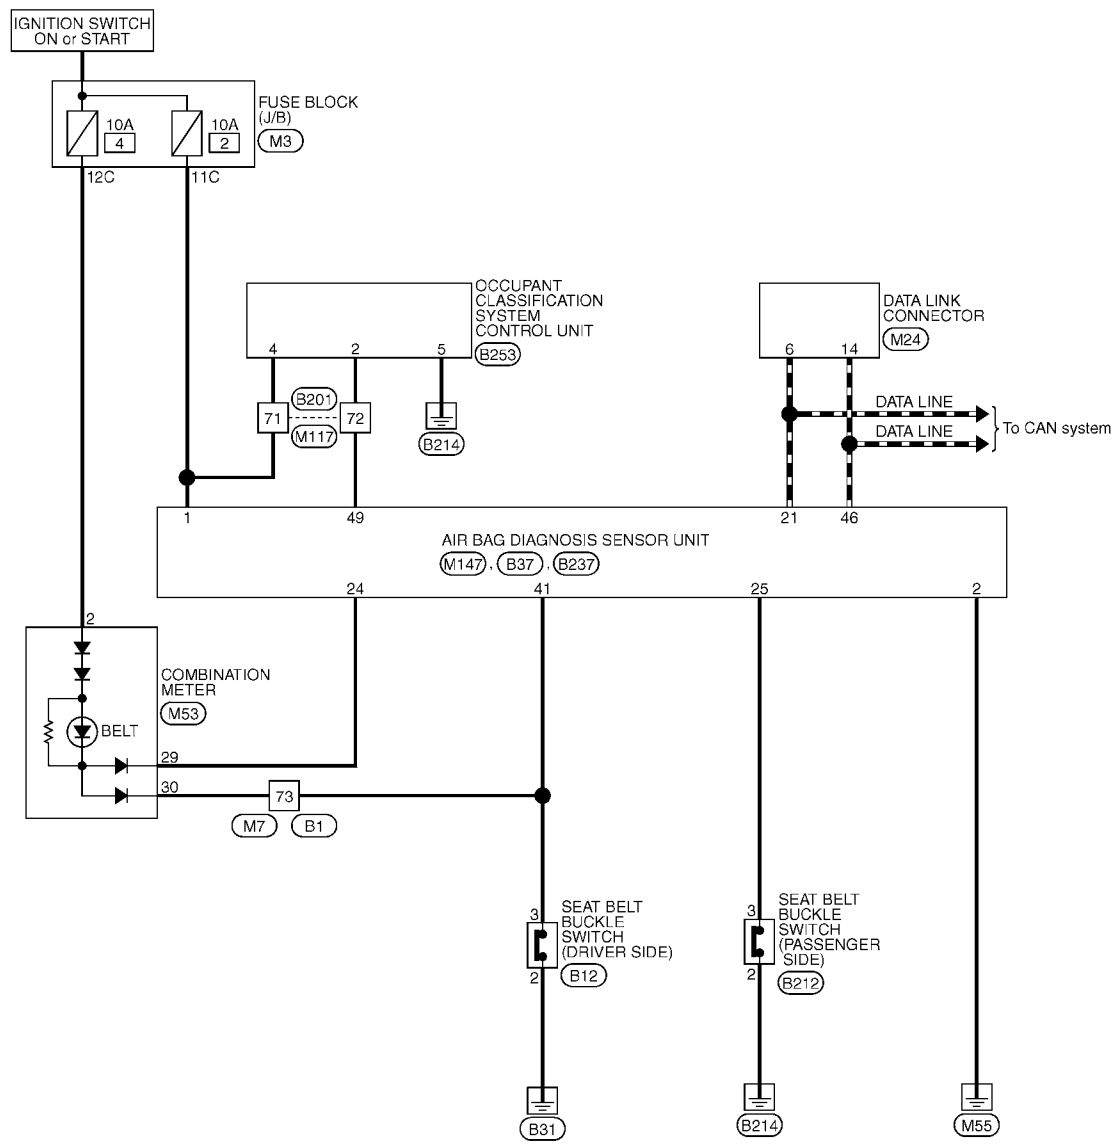 IGNITION SWITCH
ON or START
FUSE BLOCK
(J/B)
M3
10A
4
10A
2
12C
11C
OCCUPANT
CLASSIFICATION
SYSTEM
CONTROL UNIT
B253
4
2
5
B201
71
72
M117
B214
DATA LINK
CONNECTOR
M24
6
14
DATA LINE
DATA LINE
To CAN system
1
49
21
46
AIR BAG DIAGNOSIS SENSOR UNIT
M147 , B37 , B237
24
41
25
2
2
COMBINATION
METER
M53
BELT
29
30
73
M7
B1
3
SEAT BELT
BUCKLE
SWITCH
(DRIVER SIDE)
B12
2
3
SEAT BELT
BUCKLE
SWITCH
(PASSENGER
SIDE)
B212
2
B31
B214
M55